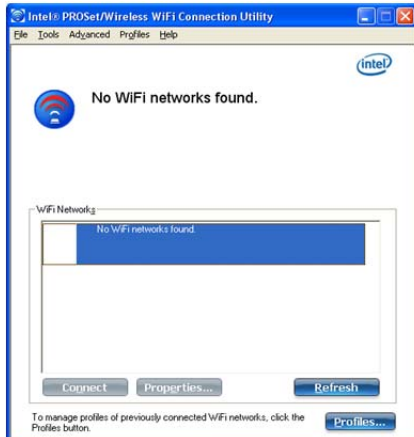 Intel® PROSet/Wireless WiFi Connection Utility
File Tools Advanced Profiles Help
intel
No WiFi networks found.
WiFi Networks
No WiFi networks found
Connect Properties... Refresh
To manage profiles of previously connected WiFi networks, click the
Profiles button.
Profiles...